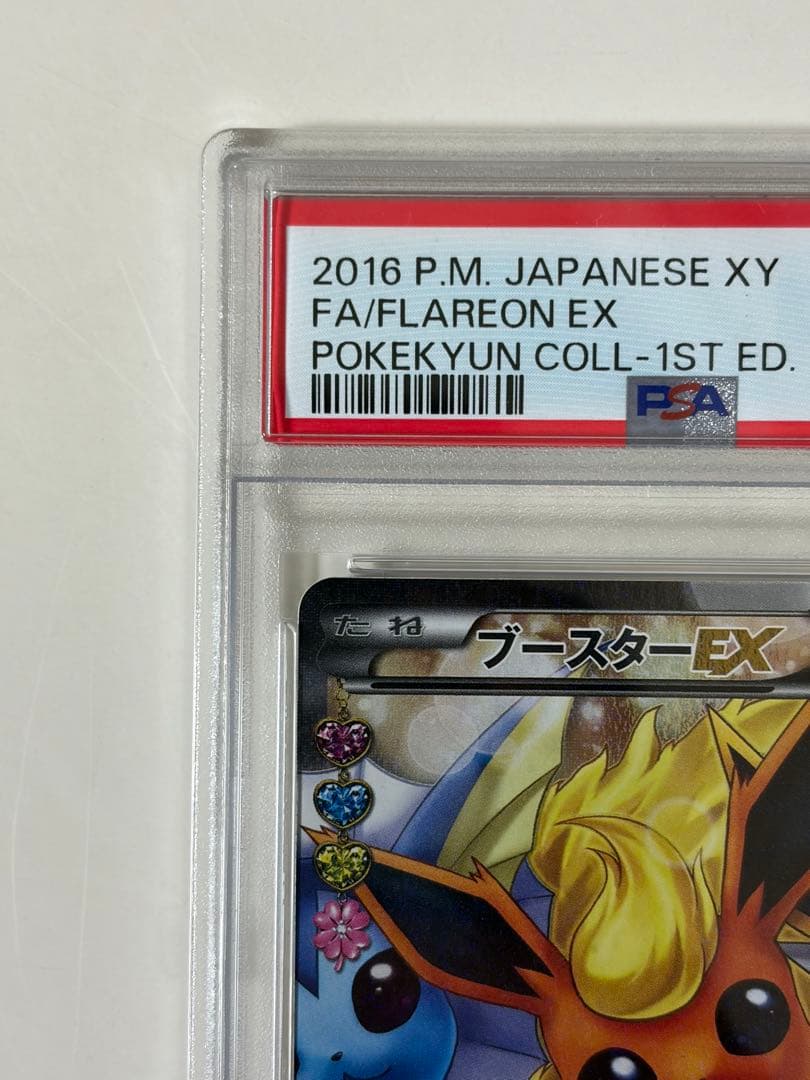 2016 P.M. JAPANESE XY
FA/FLAREON EX
POKEKYUN COLL-1ST ED.
PSA
たね
ブースターEX